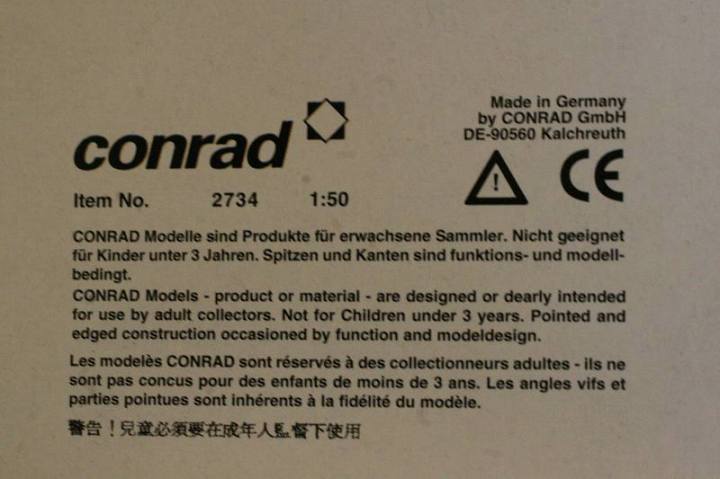 Made in Germany
by CONRAD GmbH
DE-90560 Kalchreuth
conrad
CE
Item No. 2734 1:50
CONRAD Modelle sind Produkte für erwachsene Sammler. Nicht geeignet
für Kinder unter 3 Jahren. Spitzen und Kanten sind funktions- und modell-
bedingt.
CONRAD Models - product or material - are designed or dearly intended
for use by adult collectors. Not for Children under 3 years. Pointed and
edged construction occasioned by function and modeldesign.
Les modelès CONRAD sont réservés à des collectionneurs adultes - ils ne
sont pas concus pour des enfants de moins de 3 ans. Les angles vifs et
parties pointues sont inhérents à la fidélité du modèle.
警告！兒童必須要在成年人監督下使用